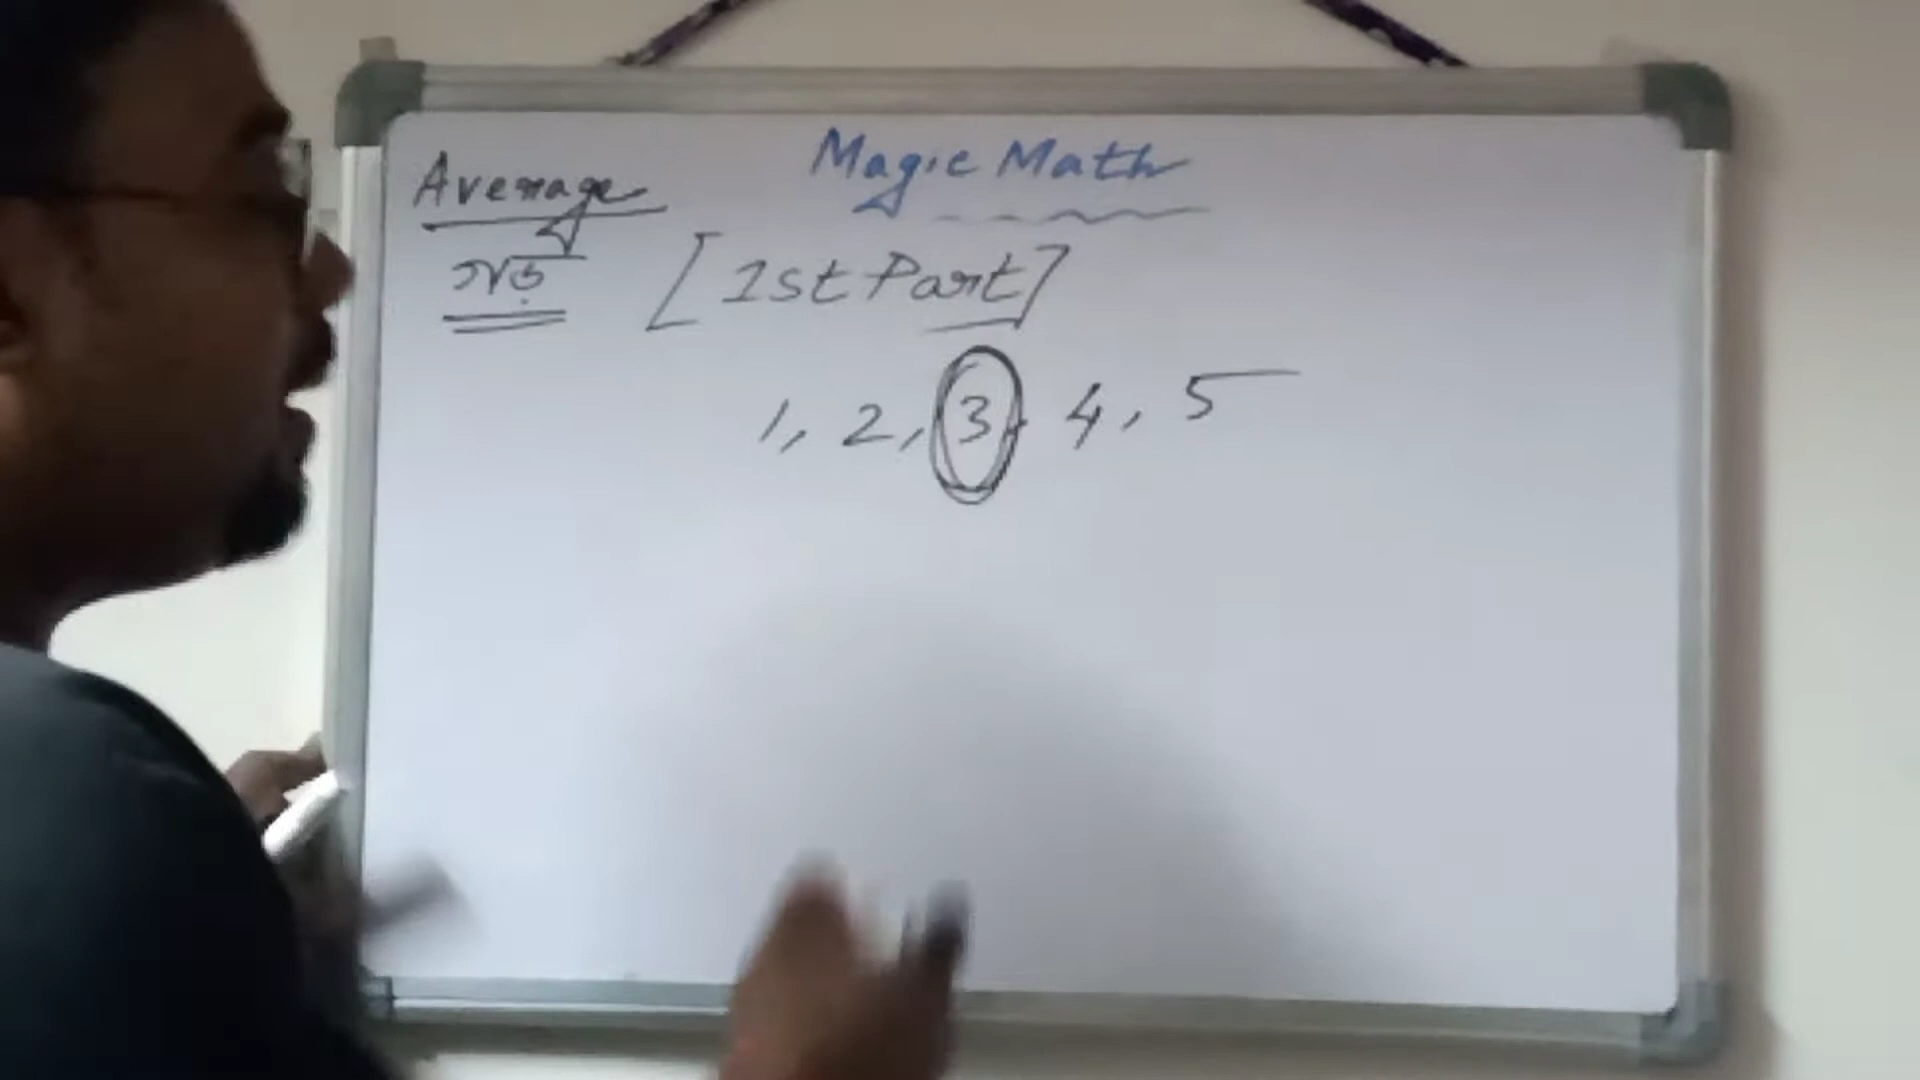 Magic Math
Average
গড় [1st Part]
1, 2, 3, 4, 5